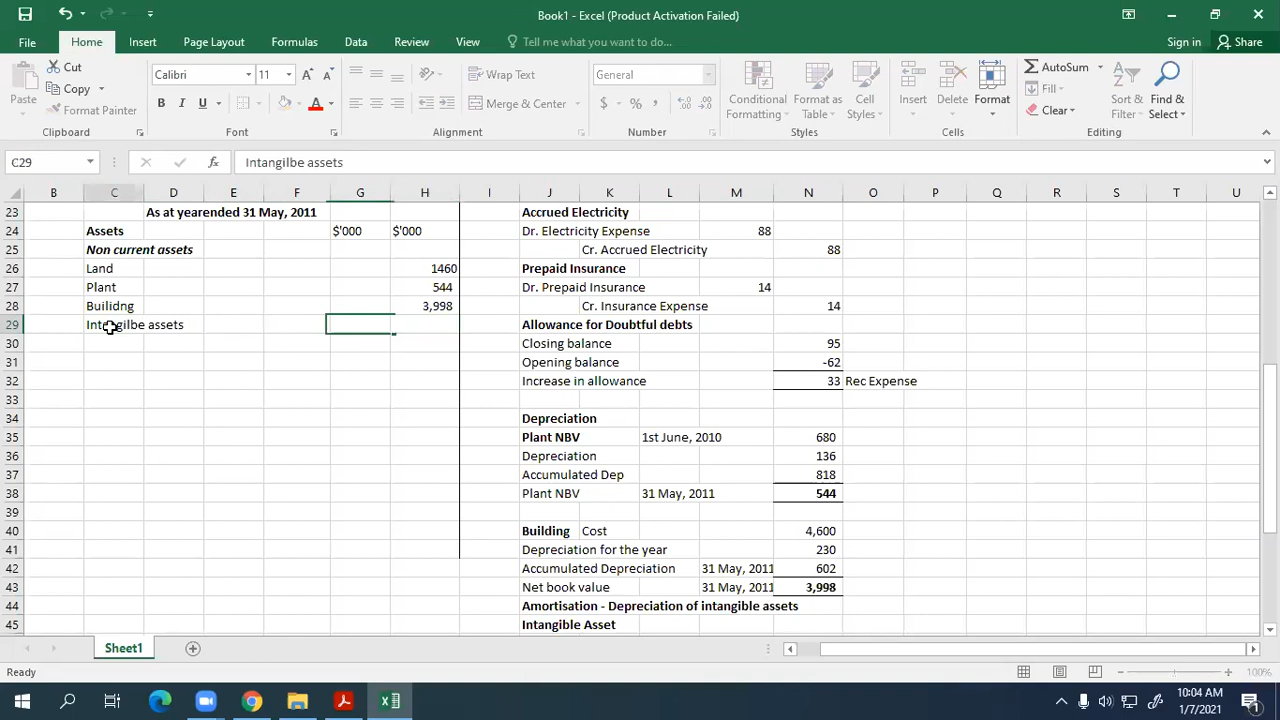 Book1 - Excel (Product Activation Failed)
File Home Insert Page Layout Formulas Data Review View Tell me what you want to do... Sign in Share
Paste Cut Copy Format Painter
Calibri 11 A A B I U A
Wrap Text Merge & Center
General $ % ,
Conditional Formatting Format as Table Cell Styles
Insert Delete Format
AutoSum Fill Clear Sort & Filter Find & Select
Clipboard Font Alignment Number Styles Cells Editing
C29 fx Intangilbe assets
B C D E F G H I J K L M N O P Q R S T U
23 As at yearended 31 May, 2011 Accrued Electricity
24 Assets $'000 $'000 Dr. Electricity Expense 88
25 Non current assets Cr. Accrued Electricity 88
26 Land 1460 Prepaid Insurance
27 Plant 544 Dr. Prepaid Insurance 14
28 Builidng 3,998 Cr. Insurance Expense 14
29 Intangilbe assets Allowance for Doubtful debts
30 Closing balance 95
31 Opening balance -62
32 Increase in allowance 33 Rec Expense
33
34 Depreciation
35 Plant NBV 1st June, 2010 680
36 Depreciation 136
37 Accumulated Dep 818
38 Plant NBV 31 May, 2011 544
39
40 Building Cost 4,600
41 Depreciation for the year 230
42 Accumulated Depreciation 31 May, 2011 602
43 Net book value 31 May, 2011 3,998
44 Amortisation - Depreciation of intangible assets
45 Intangible Asset
Sheet1
Ready 100%
10:04 AM
1/7/2021